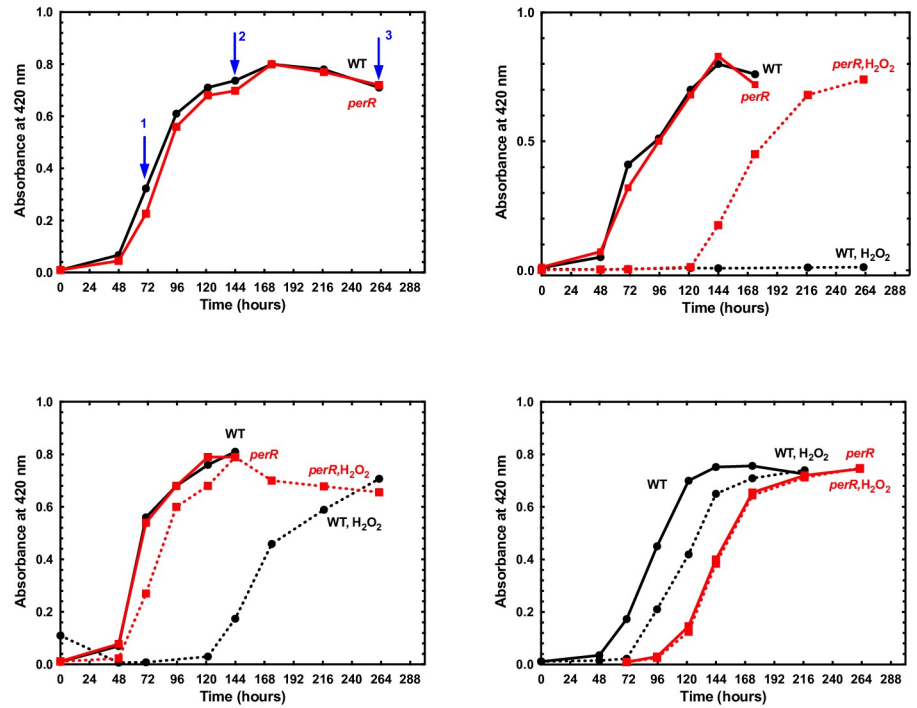 1.0
0.8
0.6
0.4
0.2
0.0
Absorbance at 420 nm
1
2
3
WT
perR
0 24 48 72 96 120 144 168 192 216 240 264 288
Time (hours)
1.0
0.5
0.0
Absorbance at 420 nm
WT
perR
perR,H₂O₂
WT, H₂O₂
0 24 48 72 96 120 144 168 192 216 240 264 288
Time (hours)
1.0
0.8
0.6
0.4
0.2
0.0
Absorbance at 420 nm
WT
perR
perR,H₂O₂
WT, H₂O₂
0 24 48 72 96 120 144 168 192 216 240 264 288
Time (hours)
1.0
0.8
0.6
0.4
0.2
0.0
Absorbance at 420 nm
WT
WT, H₂O₂
perR
perR,H₂O₂
0 24 48 72 96 120 144 168 192 216 240 264 288
Time (hours)